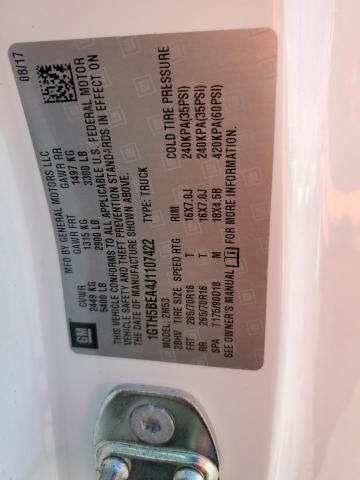 08/17
GM
MFD BY GENERAL MOTORS LLC
GVWR GAWR FRT GAWR RR
2449 KG 1315 KG 1497 KG
5400 LB 2900 LB 3300 LB
THIS VEHICLE CONFORMS TO ALL APPLICABLE U.S. FEDERAL MOTOR
VEHICLE SAFETY AND THEFT PREVENTION STANDARDS IN EFFECT ON
THE DATE OF MANUFACTURE SHOWN ABOVE.
1GTH5BEA4J1107422 TYPE: TRUCK
MODEL: 2M53
28HV TIRE SIZE SPEED RTG RIM COLD TIRE PRESSURE
FRT 265/70R16 T 16X7.0J 240KPA(35PSI)
RR 265/70R16 T 16X7.0J 240KPA(35PSI)
SPA T175/90D18 M 18X4.5B 420KPA(60PSI)
SEE OWNER'S MANUAL FOR MORE INFORMATION.